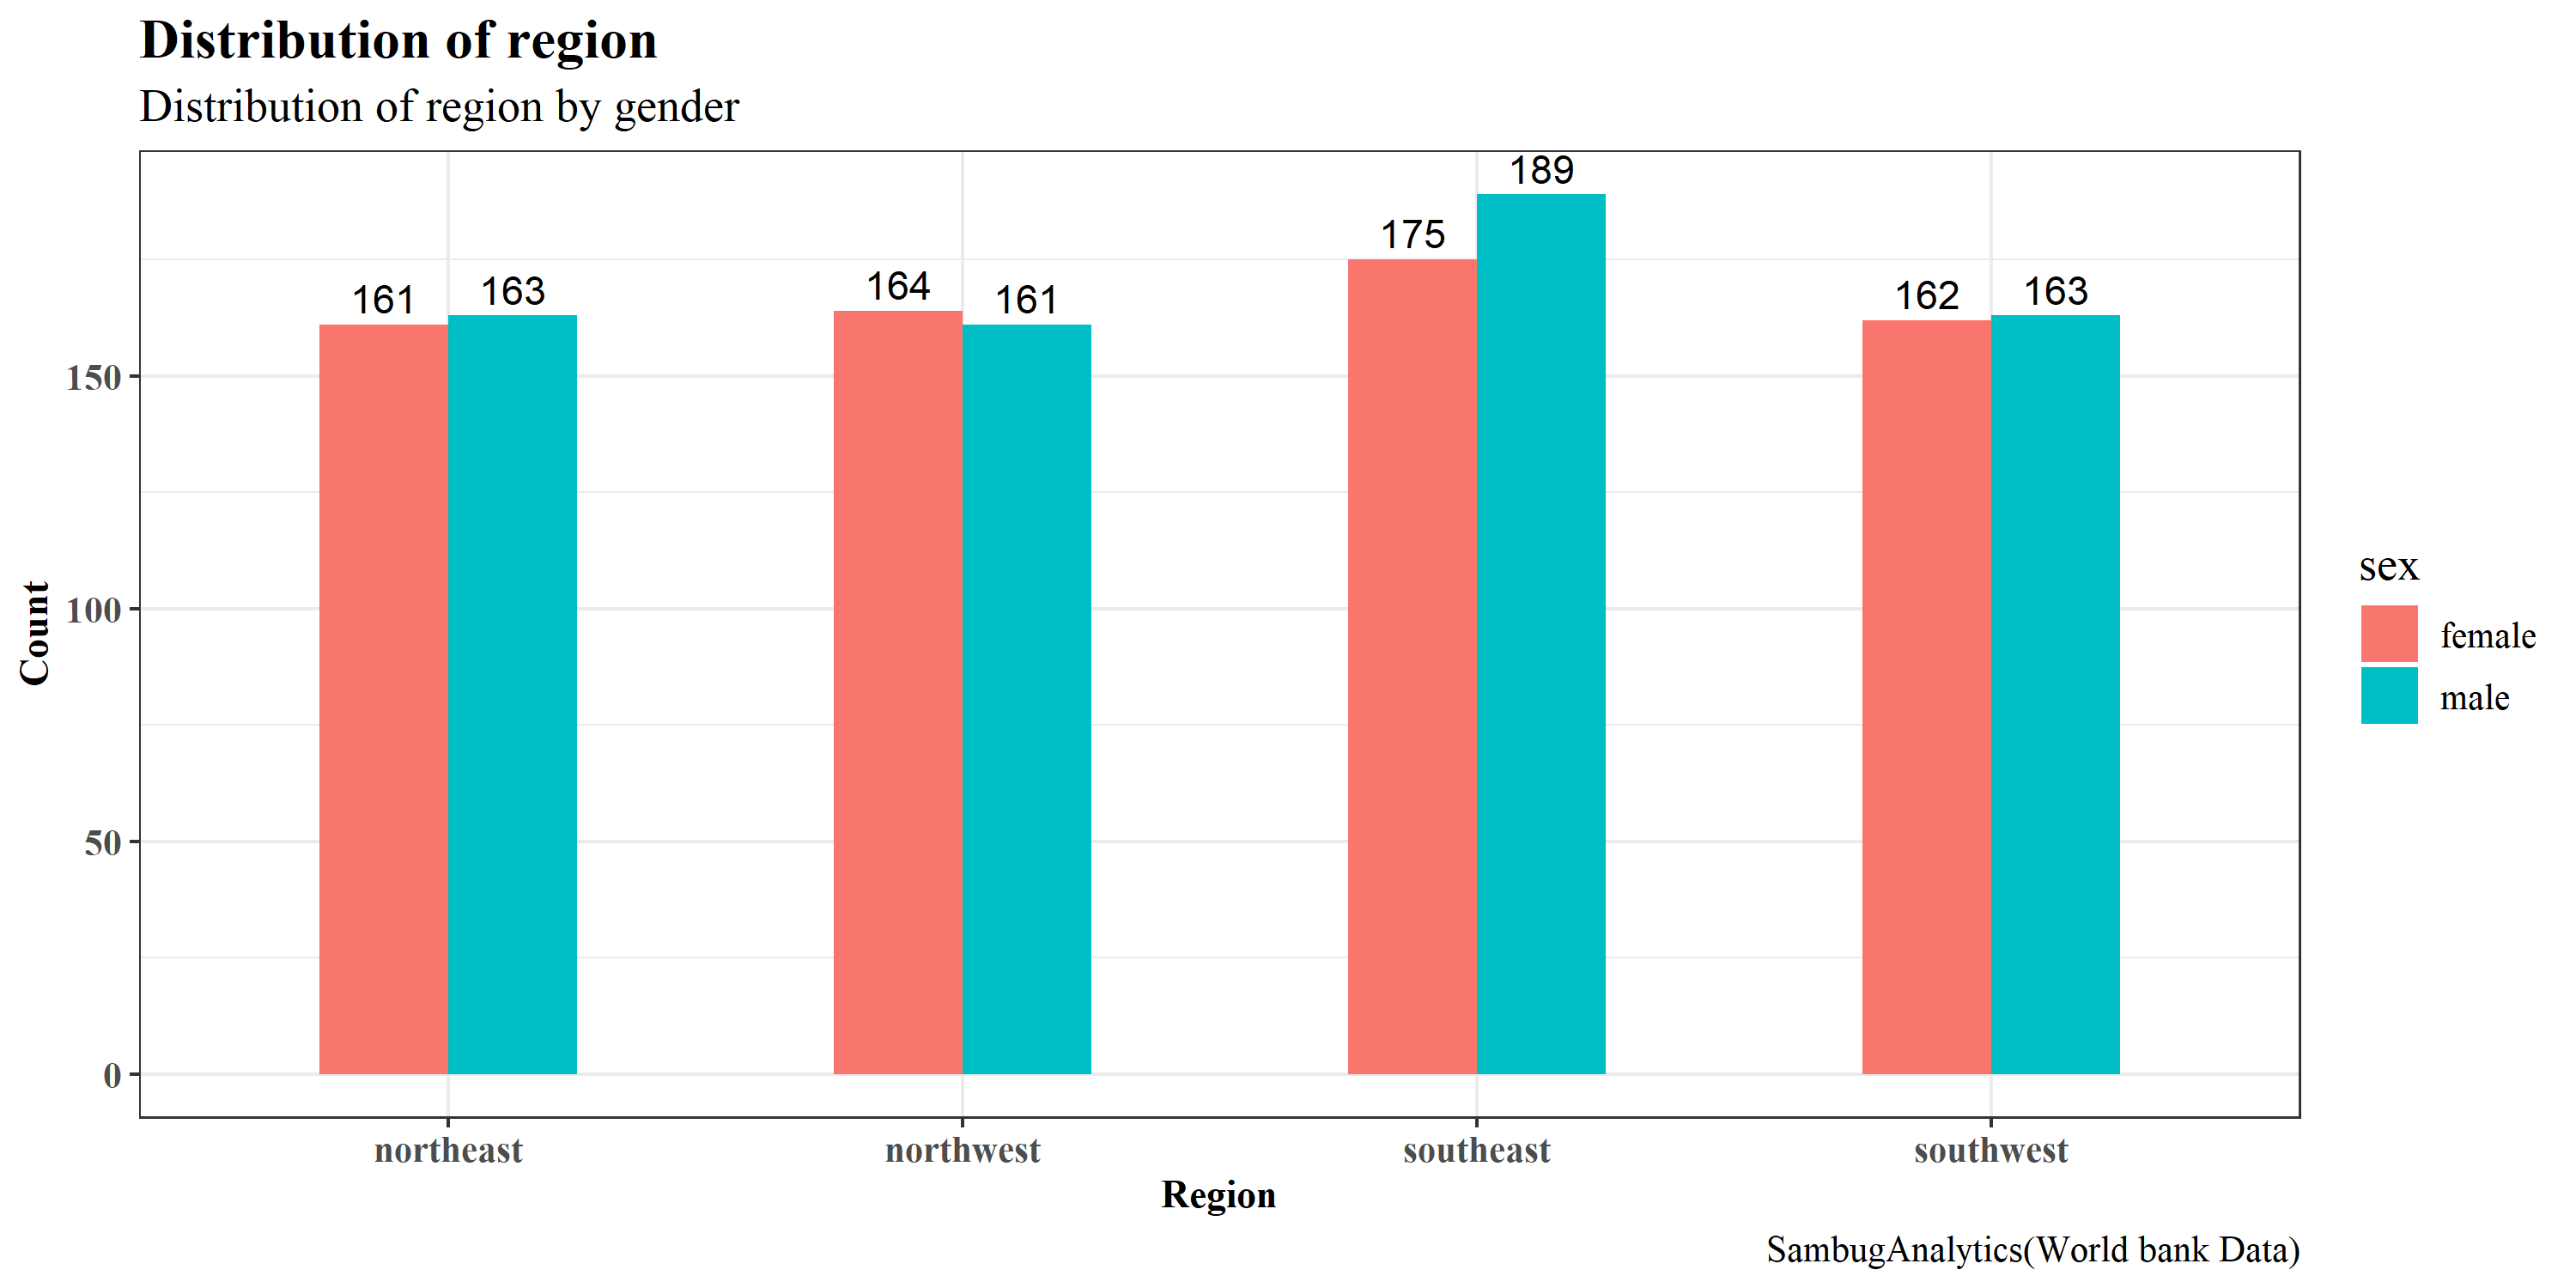 Distribution of region
Distribution of region by gender
189
175
161 163 164 161 162 163
150
100
50
0
Count
northeast northwest southeast southwest
Region
sex
female
male
SambugAnalytics(World bank Data)